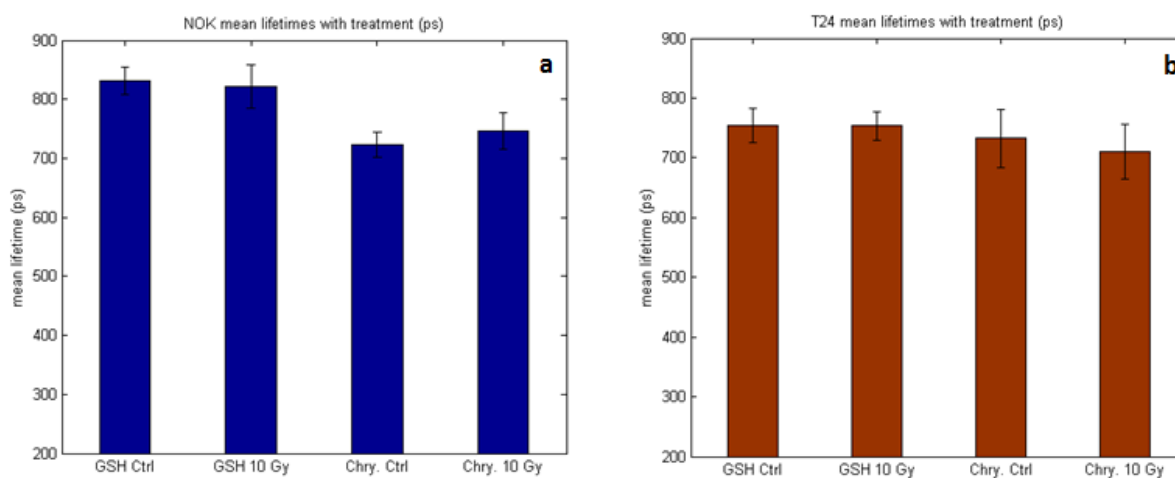 NOK mean lifetimes with treatment (ps)
a
mean lifetime (ps)
900
800
700
600
500
400
300
200
GSH Ctrl GSH 10 Gy Chry. Ctrl Chry. 10 Gy
T24 mean lifetimes with treatment (ps)
b
mean lifetime (ps)
900
800
700
600
500
400
300
200
GSH Ctrl GSH 10 Gy Chry. Ctrl Chry. 10 Gy